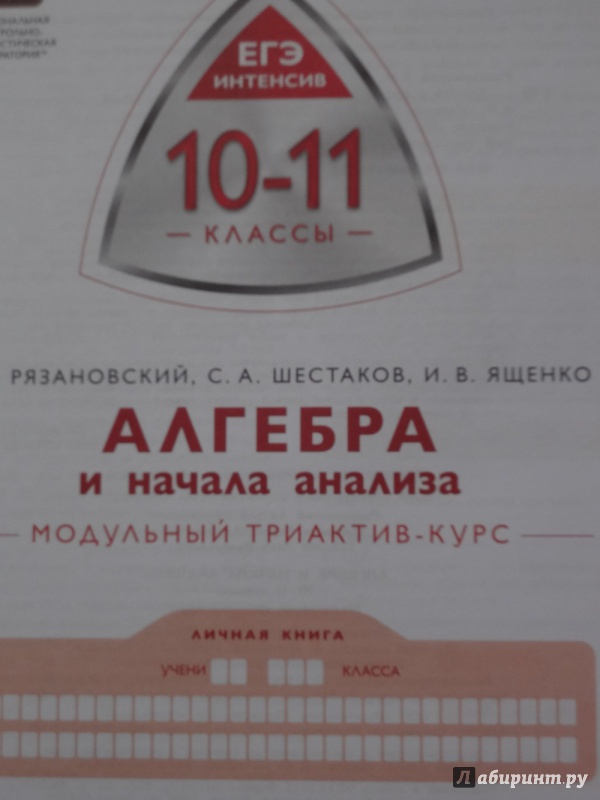 ЕГЭ
ИНТЕНСИВ
10-11
— КЛАССЫ —
РЯЗАНОВСКИЙ, С. А. ШЕСТАКОВ, И. В. ЯЩЕНКО
АЛГЕБРА
и начала анализа
— МОДУЛЬНЫЙ ТРИАКТИВ-КУРС —
ЛИЧНАЯ КНИГА
УЧЕНИ КЛАССА
Лабиринт.ру